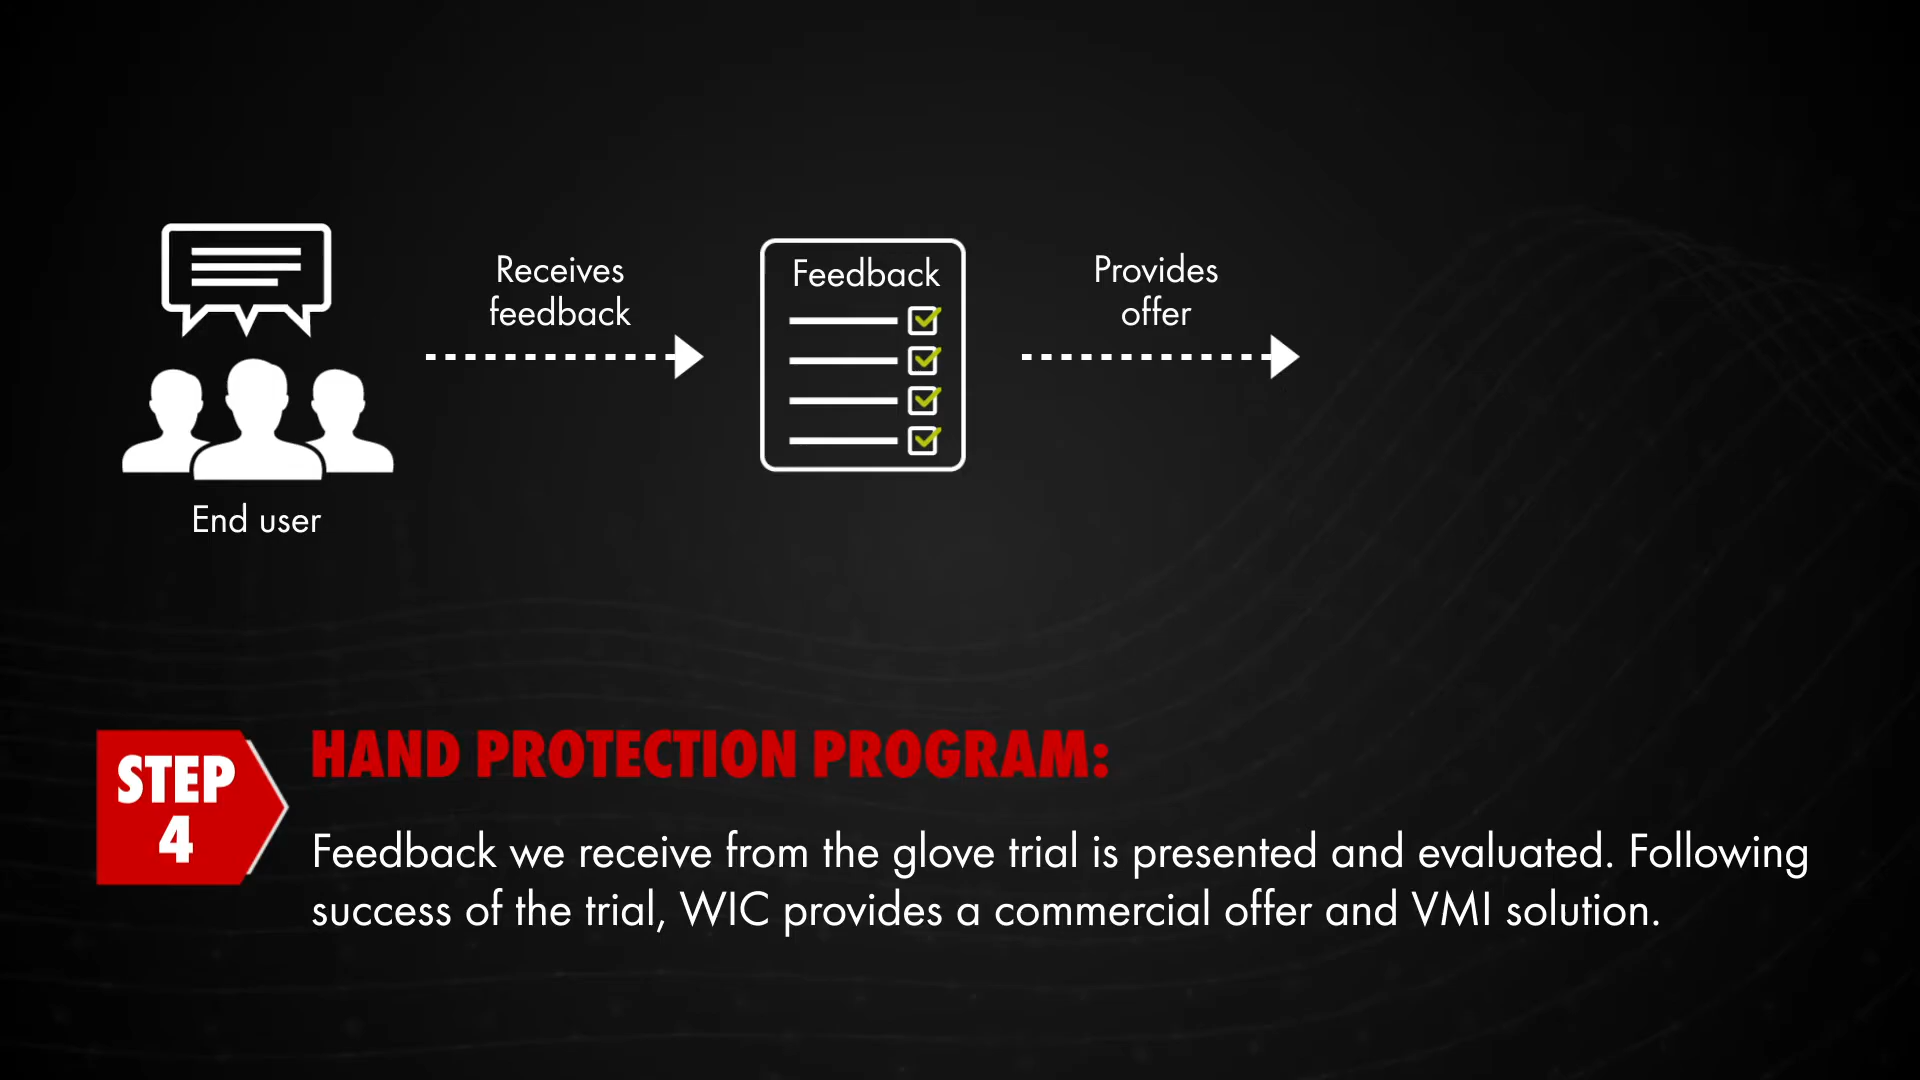 Receives
feedback
Feedback
Provides
offer
End user
STEP
4
HAND PROTECTION PROGRAM:
Feedback we receive from the glove trial is presented and evaluated. Following
success of the trial, WIC provides a commercial offer and VMI solution.